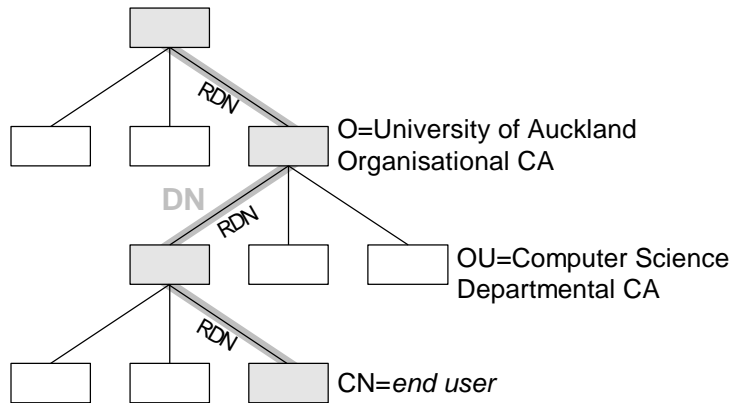 RDN
O=University of Auckland
Organisational CA
DN
RDN
OU=Computer Science
Departmental CA
RDN
CN=end user